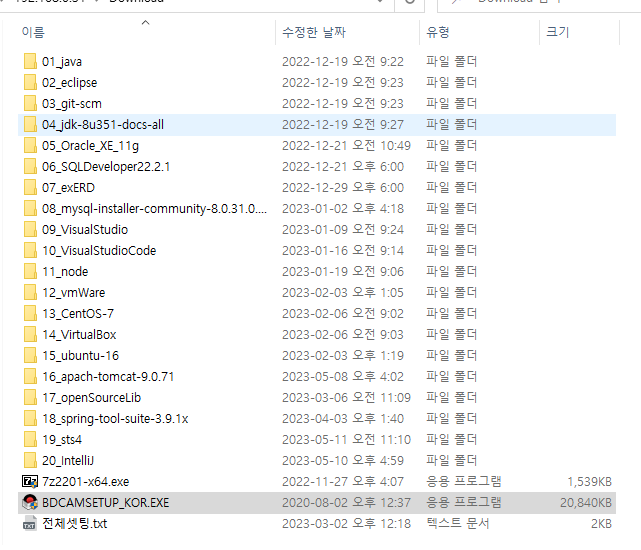 이름 수정한 날짜 유형 크기
01_java 2022-12-19 오전 9:22 파일 폴더
02_eclipse 2022-12-19 오전 9:23 파일 폴더
03_git-scm 2022-12-19 오전 9:23 파일 폴더
04_jdk-8u351-docs-all 2022-12-19 오전 9:27 파일 폴더
05_Oracle_XE_11g 2022-12-21 오전 10:49 파일 폴더
06_SQLDeveloper22.2.1 2022-12-21 오후 6:00 파일 폴더
07_exERD 2022-12-29 오후 6:00 파일 폴더
08_mysql-installer-community-8.0.31.0.... 2023-01-02 오후 4:18 파일 폴더
09_VisualStudio 2023-01-09 오전 9:24 파일 폴더
10_VisualStudioCode 2023-01-16 오전 9:14 파일 폴더
11_node 2023-01-19 오전 9:06 파일 폴더
12_vmWare 2023-02-03 오후 1:05 파일 폴더
13_CentOS-7 2023-02-06 오전 9:02 파일 폴더
14_VirtualBox 2023-02-06 오전 9:03 파일 폴더
15_ubuntu-16 2023-02-03 오후 1:19 파일 폴더
16_apach-tomcat-9.0.71 2023-05-08 오후 4:02 파일 폴더
17_openSourceLib 2023-03-06 오전 11:09 파일 폴더
18_spring-tool-suite-3.9.1x 2023-04-03 오후 1:40 파일 폴더
19_sts4 2023-05-11 오전 11:10 파일 폴더
20_IntelliJ 2023-05-10 오후 4:59 파일 폴더
7z2201-x64.exe 2022-11-27 오후 4:07 응용 프로그램 1,539KB
BDCAMSETUP_KOR.EXE 2020-08-02 오후 12:37 응용 프로그램 20,840KB
전체셋팅.txt 2023-03-02 오후 12:18 텍스트 문서 2KB